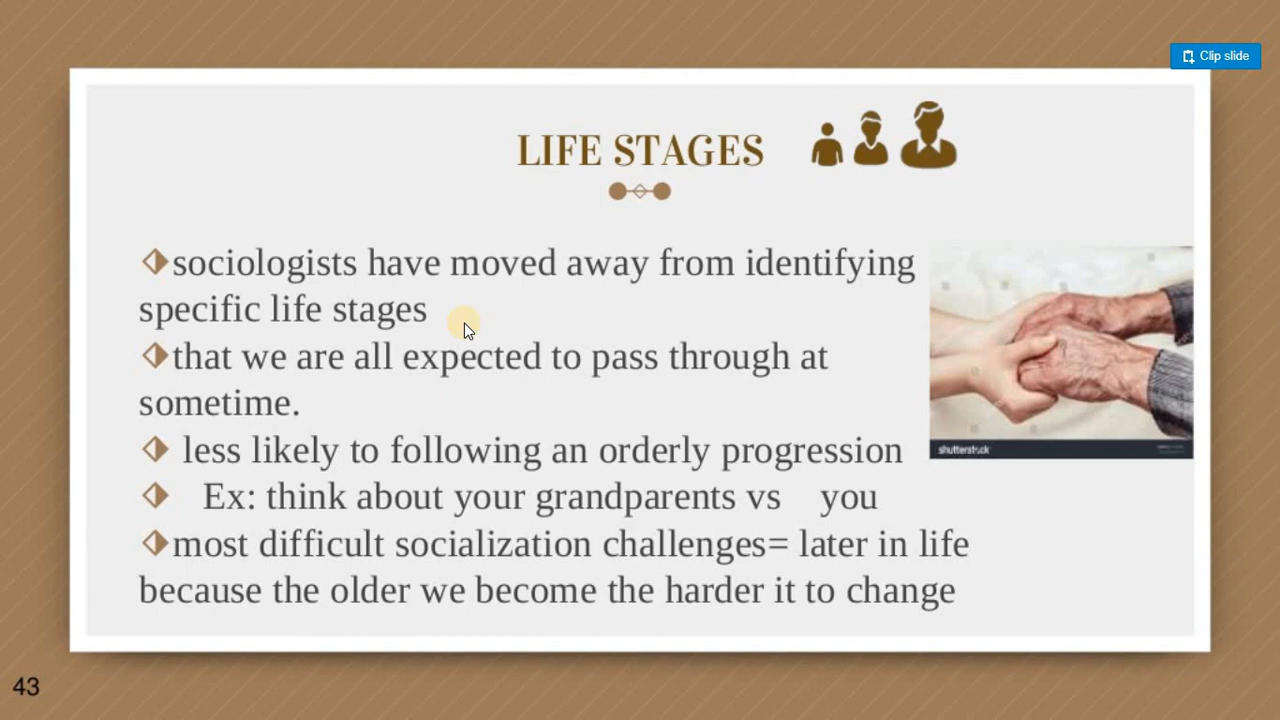 Clip slide
LIFE STAGES
sociologists have moved away from identifying
specific life stages
that we are all expected to pass through at
sometime.
less likely to following an orderly progression
Ex: think about your grandparents vs you
most difficult socialization challenges= later in life
because the older we become the harder it to change
shutterstock
43